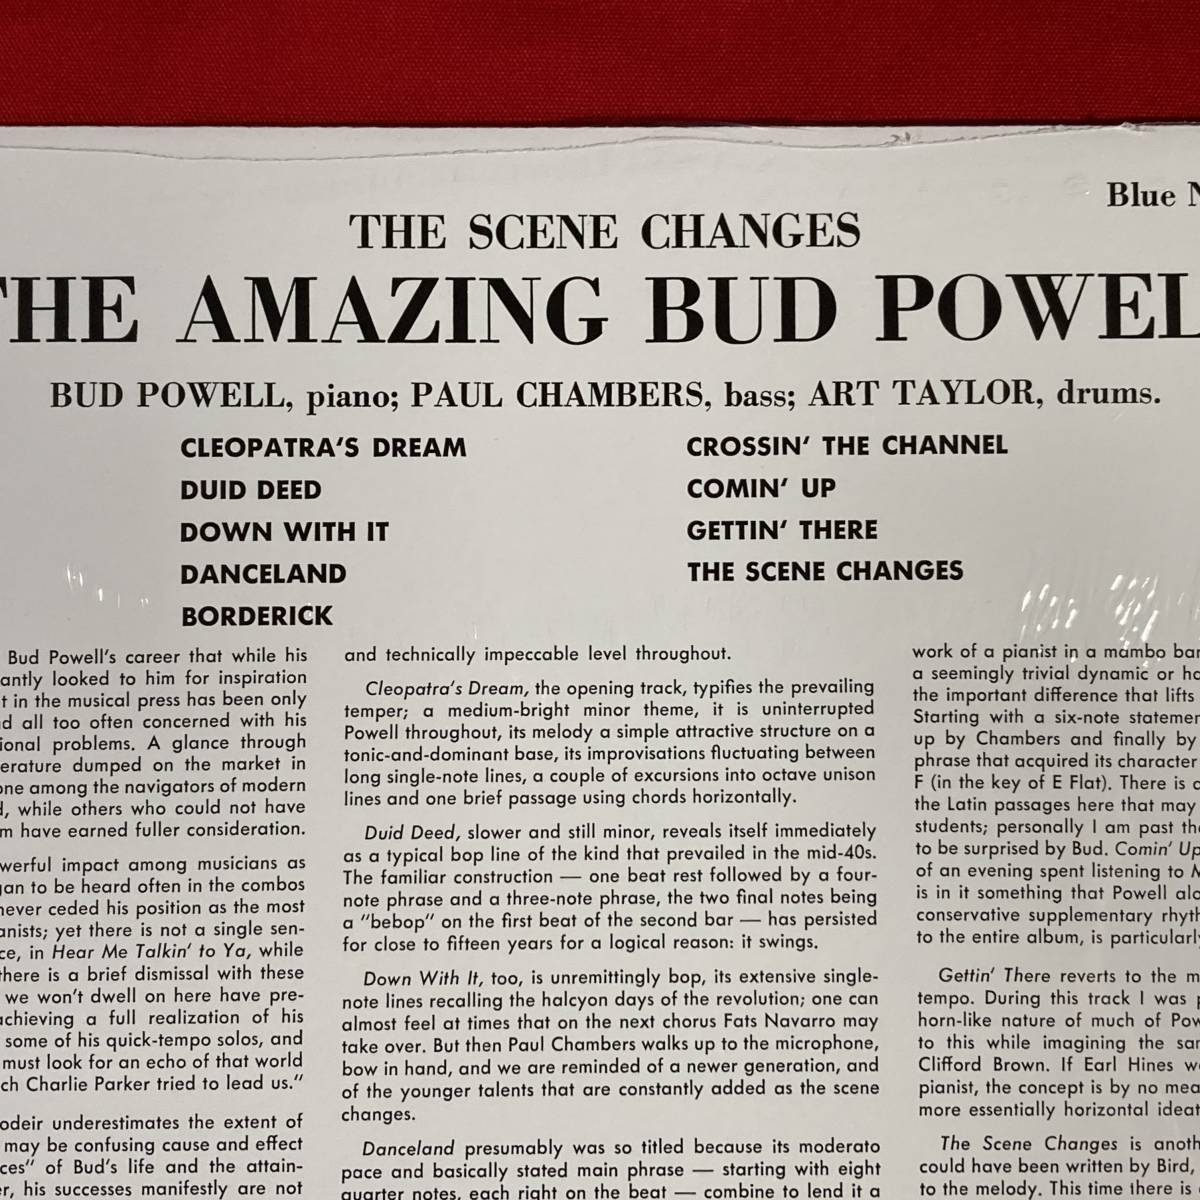 Blue
THE SCENE CHANGES
THE AMAZING BUD POWELL
BUD POWELL, piano; PAUL CHAMBERS, bass; ART TAYLOR, drums.
CLEOPATRA'S DREAM
DUID DEED
DOWN WITH IT
DANCELAND
BORDERICK
CROSSIN' THE CHANNEL
COMIN' UP
GETTIN' THERE
THE SCENE CHANGES
Bud Powell's career that while his
looked to him for inspiration
in the musical press has been only
all too often concerned with his
problems. A glance through
dumped on the market in
among the navigators of modern
while others who could not have
have earned fuller consideration.
impact among musicians as
to be heard often in the combos
never ceded his position as the most
yet there is not a single sen-
in Hear Me Talkin' to Ya, while
there is a brief dismissal with these
we won't dwell on here have pre-
achieving a full realization of his
some of his quick-tempo solos, and
must look for an echo of that world
Charlie Parker tried to lead us."
underestimates the extent of
may be confusing cause and effect
of Bud's life and the attain-
his successes manifestly are not
and technically impeccable level throughout.
Cleopatra's Dream, the opening track, typifies the prevailing
temper; a medium-bright minor theme, it is uninterrupted
Powell throughout, its melody a simple attractive structure on a
tonic-and-dominant base, its improvisations fluctuating between
long single-note lines, a couple of excursions into octave unison
lines and one brief passage using chords horizontally.
Duid Deed, slower and still minor, reveals itself immediately
as a typical bop line of the kind that prevailed in the mid-40s.
The familiar construction — one beat rest followed by a four-
note phrase and a three-note phrase, the two final notes being
a "bebop" on the first beat of the second bar — has persisted
for close to fifteen years for a logical reason: it swings.
Down With It, too, is unremittingly bop, its extensive single-
note lines recalling the halcyon days of the revolution; one can
almost feel at times that on the next chorus Fats Navarro may
take over. But then Paul Chambers walks up to the microphone,
bow in hand, and we are reminded of a newer generation, and
of the younger talents that are constantly added as the scene
changes.
Danceland presumably was so titled because its moderato
pace and basically stated main phrase — starting with eight
quarter notes, each right on the beat — combine to lend it a
work of a pianist in a mambo
a seemingly trivial dynamic or
the important difference that lifts
Starting with a six-note
up by Chambers and finally by
phrase that acquired its character
F (in the key of E Flat). There is
the Latin passages here that may
students; personally I am past
to be surprised by Bud. Comin' Up
of an evening spent listening to
is in it something that Powell
conservative supplementary
to the entire album, is
Gettin' There reverts to the
tempo. During this track I was
horn-like nature of much of
to this while imagining the
Clifford Brown. If Earl Hines
pianist, the concept is by no
more essentially horizontal
The Scene Changes is
could have been written by Bird,
to the melody. This time there is